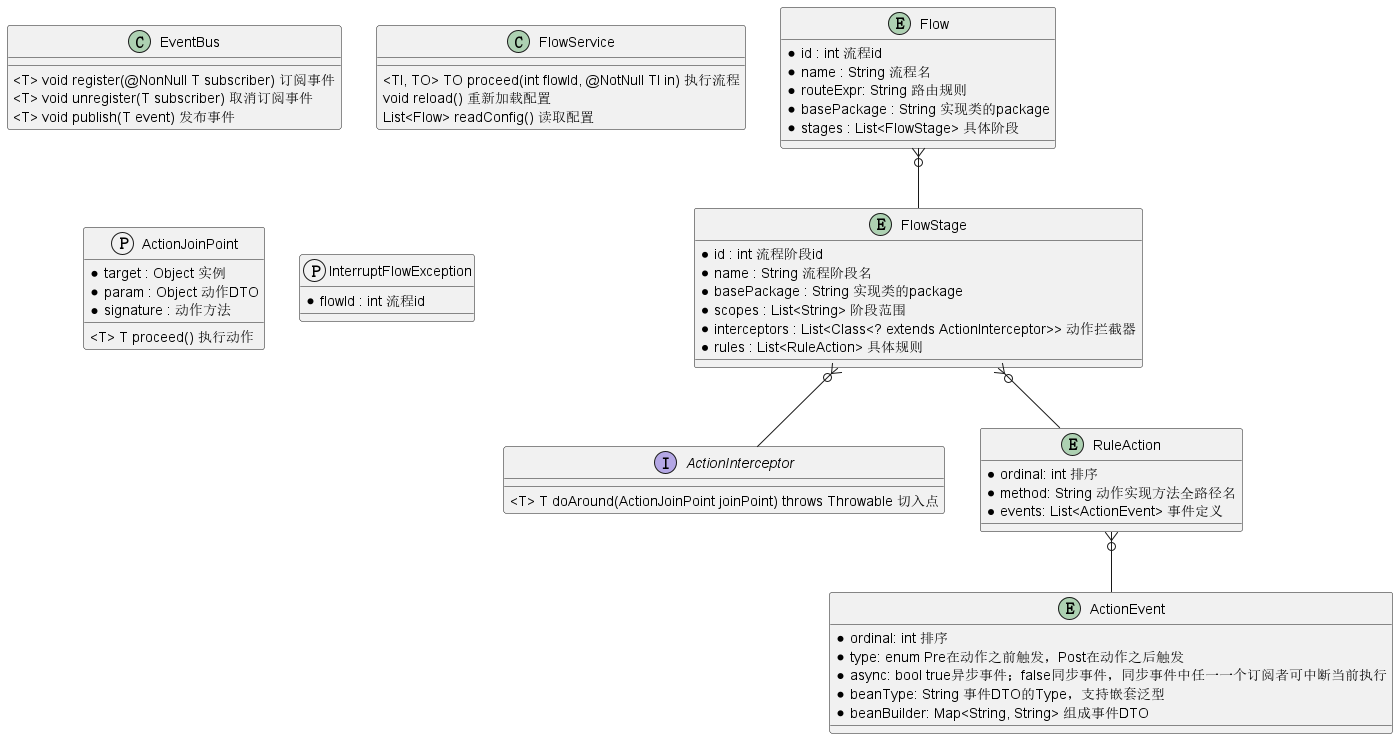 C EventBus
<T> void register(@NonNull T subscriber) 订阅事件
<T> void unregister(T subscriber) 取消订阅事件
<T> void publish(T event) 发布事件
C FlowService
<TI, TO> TO proceed(int flowId, @NotNull TI in) 执行流程
void reload() 重新加载配置
List<Flow> readConfig() 读取配置
E Flow
id : int 流程id
name : String 流程名
routeExpr: String 路由规则
basePackage : String 实现类的package
stages : List<FlowStage> 具体阶段
P ActionJoinPoint
target : Object 实例
param : Object 动作DTO
signature : 动作方法
<T> T proceed() 执行动作
P InterruptFlowException
flowId : int 流程id
E FlowStage
id : int 流程阶段id
name : String 流程阶段名
basePackage : String 实现类的package
scopes : List<String> 阶段范围
interceptors : List<Class<? extends ActionInterceptor>> 动作拦截器
rules : List<RuleAction> 具体规则
I ActionInterceptor
<T> T doAround(ActionJoinPoint joinPoint) throws Throwable 切入点
E RuleAction
ordinal: int 排序
method: String 动作实现方法全路径名
events: List<ActionEvent> 事件定义
E ActionEvent
ordinal: int 排序
type: enum Pre在动作之前触发，Post在动作之后触发
async: bool true异步事件；false同步事件，同步事件中任一一个订阅者可中断当前执行
beanType: String 事件DTO的Type，支持嵌套泛型
beanBuilder: Map<String, String> 组成事件DTO